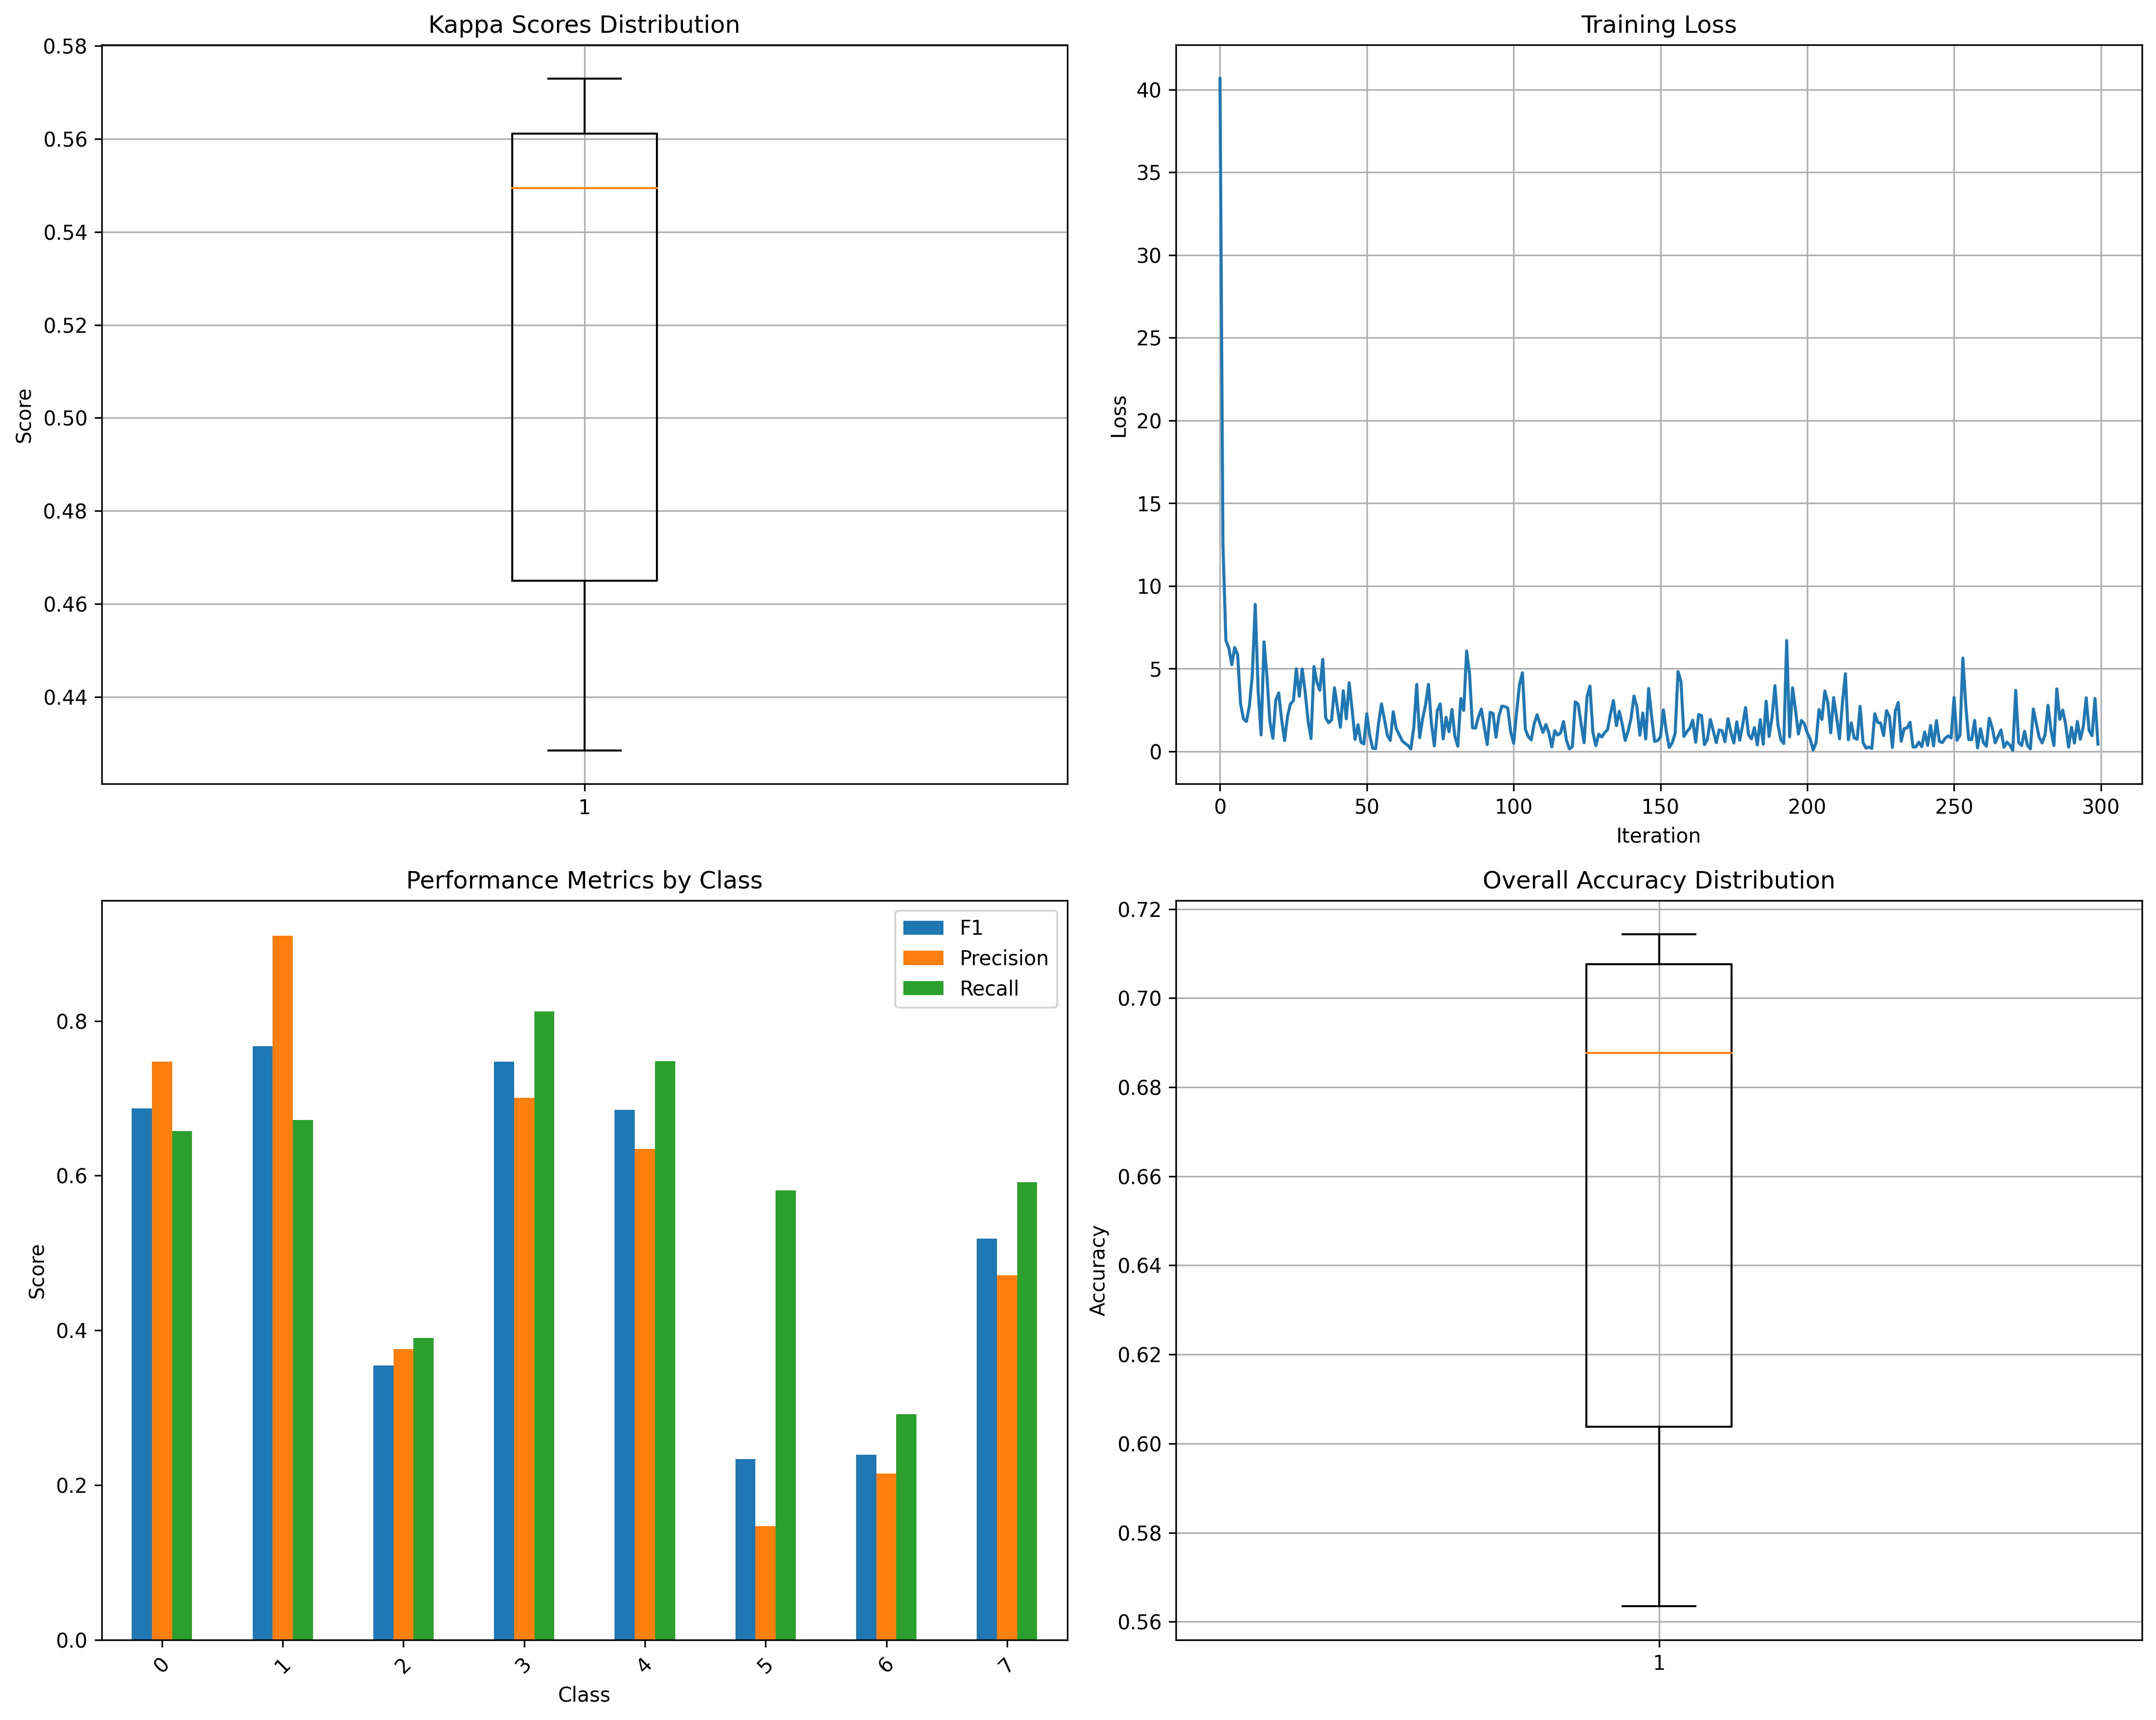 Kappa Scores Distribution
0.58
0.56
0.54
0.52
0.50
0.48
0.46
0.44
Score
1
Training Loss
40
35
30
25
20
15
10
5
0
Loss
0 50 100 150 200 250 300
Iteration
Performance Metrics by Class
F1
Precision
Recall
0.8
0.6
0.4
0.2
0.0
Score
0 1 2 3 4 5 6 7
Class
Overall Accuracy Distribution
0.72
0.70
0.68
0.66
0.64
0.62
0.60
0.58
0.56
Accuracy
1